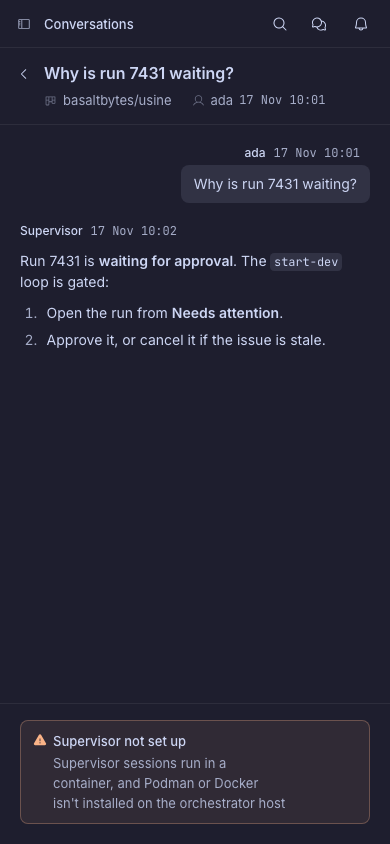 Conversations
Why is run 7431 waiting?
basaltbytes/usine ada 17 Nov 10:01
ada 17 Nov 10:01
Why is run 7431 waiting?
Supervisor 17 Nov 10:02
Run 7431 is waiting for approval. The start-dev
loop is gated:
1. Open the run from Needs attention.
2. Approve it, or cancel it if the issue is stale.
Supervisor not set up
Supervisor sessions run in a
container, and Podman or Docker
isn't installed on the orchestrator host